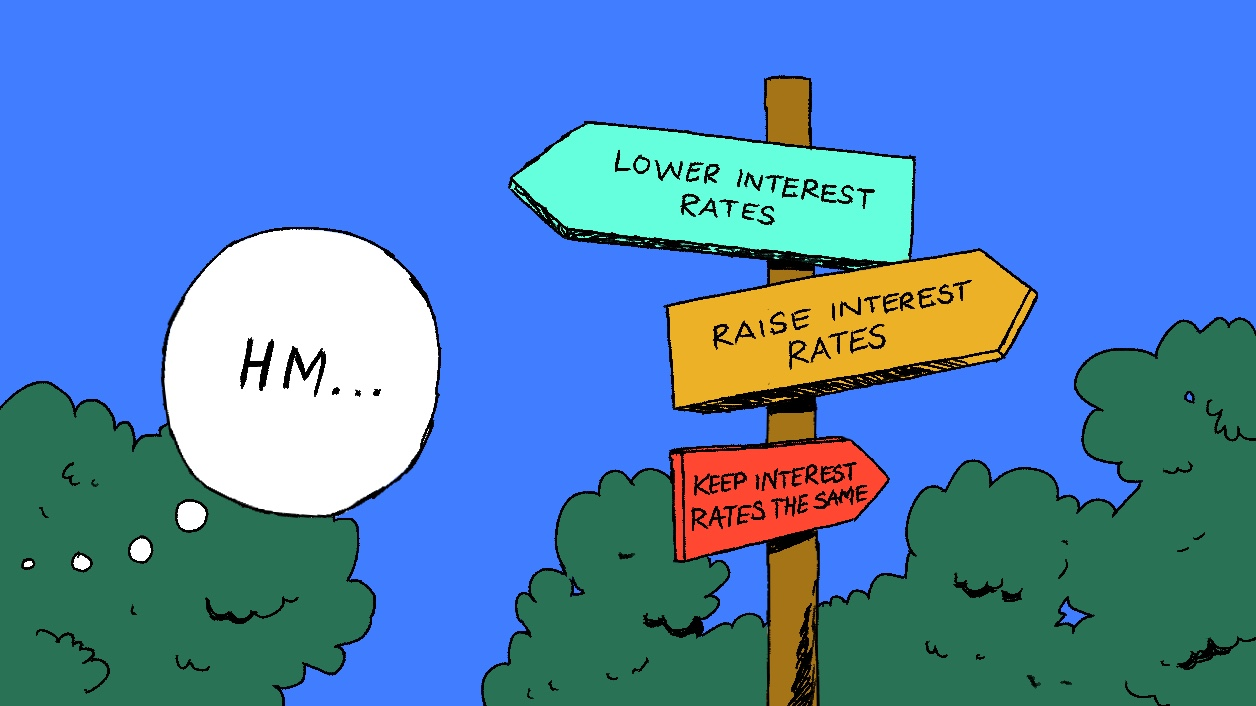 HM...
LOWER INTEREST
RATES
RAISE INTEREST
RATES
KEEP INTEREST
RATES THE SAME